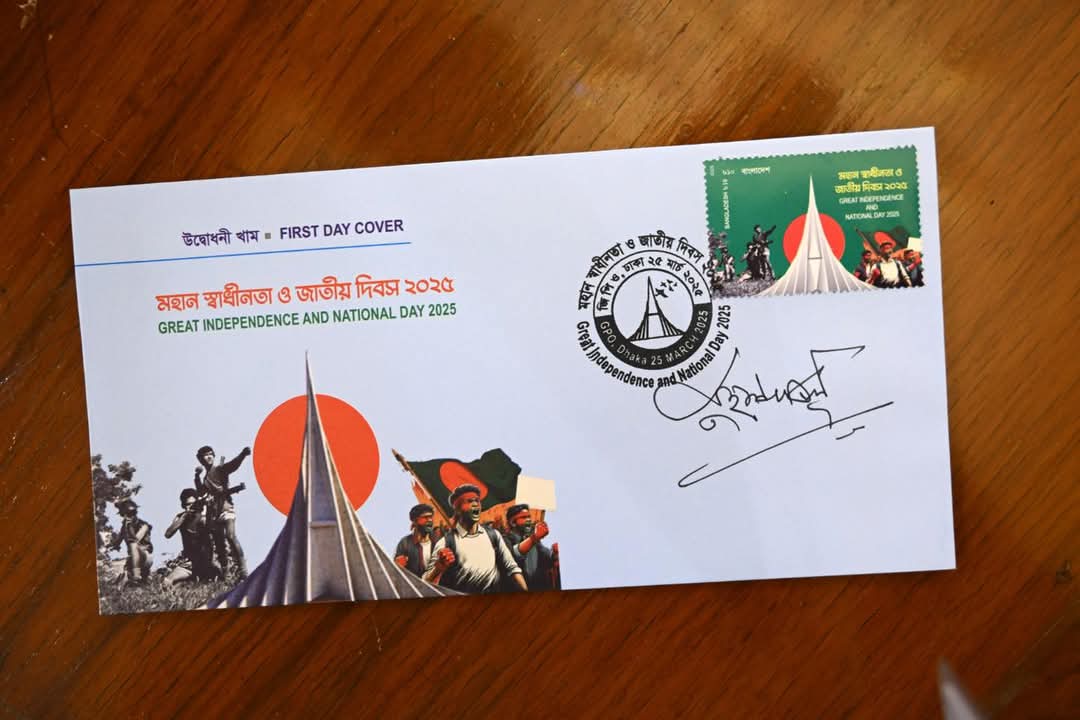 উদ্বোধনী খাম ▪ FIRST DAY COVER
মহান স্বাধীনতা ও জাতীয় দিবস ২০২৫
GREAT INDEPENDENCE AND NATIONAL DAY 2025
৳১০ বাংলাদেশ
BANGLADESH ৳10
2025
মহান স্বাধীনতা ও
জাতীয় দিবস ২০২৫
GREAT INDEPENDENCE
AND
NATIONAL DAY 2025
মহান স্বাধীনতা ও জাতীয় দিবস
জি পি ও, ঢাকা ২৫ মার্চ ২০২৫
GPO, Dhaka 25 MARCH 2025
Great Independence and National Day 2025